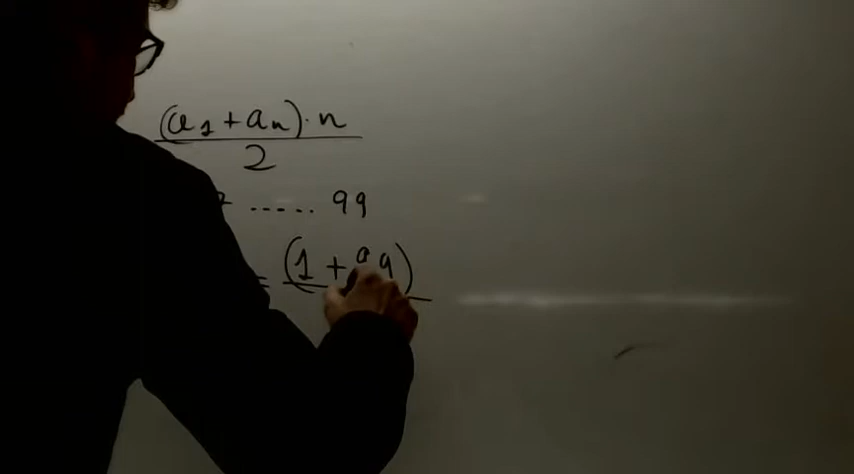 (a₁ + aₙ) · n
2
...... 99
= (1 + 99)